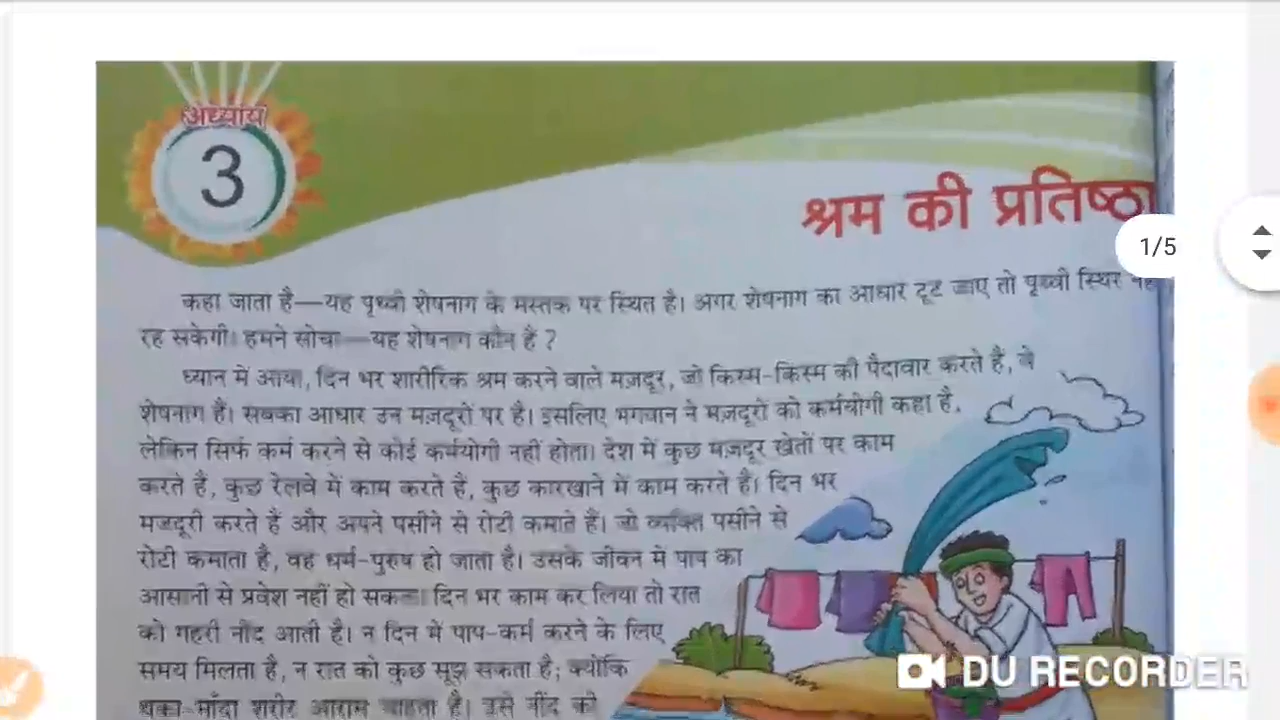 अध्याय
3
श्रम की प्रतिष्ठा
1/5
कहा जाता है—यह पृथ्वी शेषनाग के मस्तक पर स्थित है। अगर शेषनाग का आधार टूट जाए तो पृथ्वी स्थिर
रह सकेगी। हमने सोचा—यह शेषनाग कौन है ?
ध्यान में आया, दिन भर शारीरिक श्रम करने वाले मज़दूर, जो किस्म-किस्म की पैदावार करते हैं, वे
शेषनाग हैं। सबका आधार उन मज़दूरों पर है। इसलिए भगवान ने मज़दूरों को कर्मयोगी कहा है,
लेकिन सिर्फ कर्म करने से कोई कर्मयोगी नहीं होता। देश में कुछ मज़दूर खेतों पर काम
करते हैं, कुछ रेलवे में काम करते हैं, कुछ कारखाने में काम करते हैं। दिन भर
मजदूरी करते हैं और अपने पसीने से रोटी कमाते हैं। जो व्यक्ति पसीने से
रोटी कमाता है, वह धर्म-पुरुष हो जाता है। उसके जीवन में पाप का
आसानी से प्रवेश नहीं हो सकता। दिन भर काम कर लिया तो रात
को गहरी नींद आती है। न दिन में पाप-कर्म करने के लिए
समय मिलता है, न रात को कुछ सूझ सकता है; क्योंकि
थका-माँदा शरीर आराम चाहता है। उसे नींद की
DU RECORDER